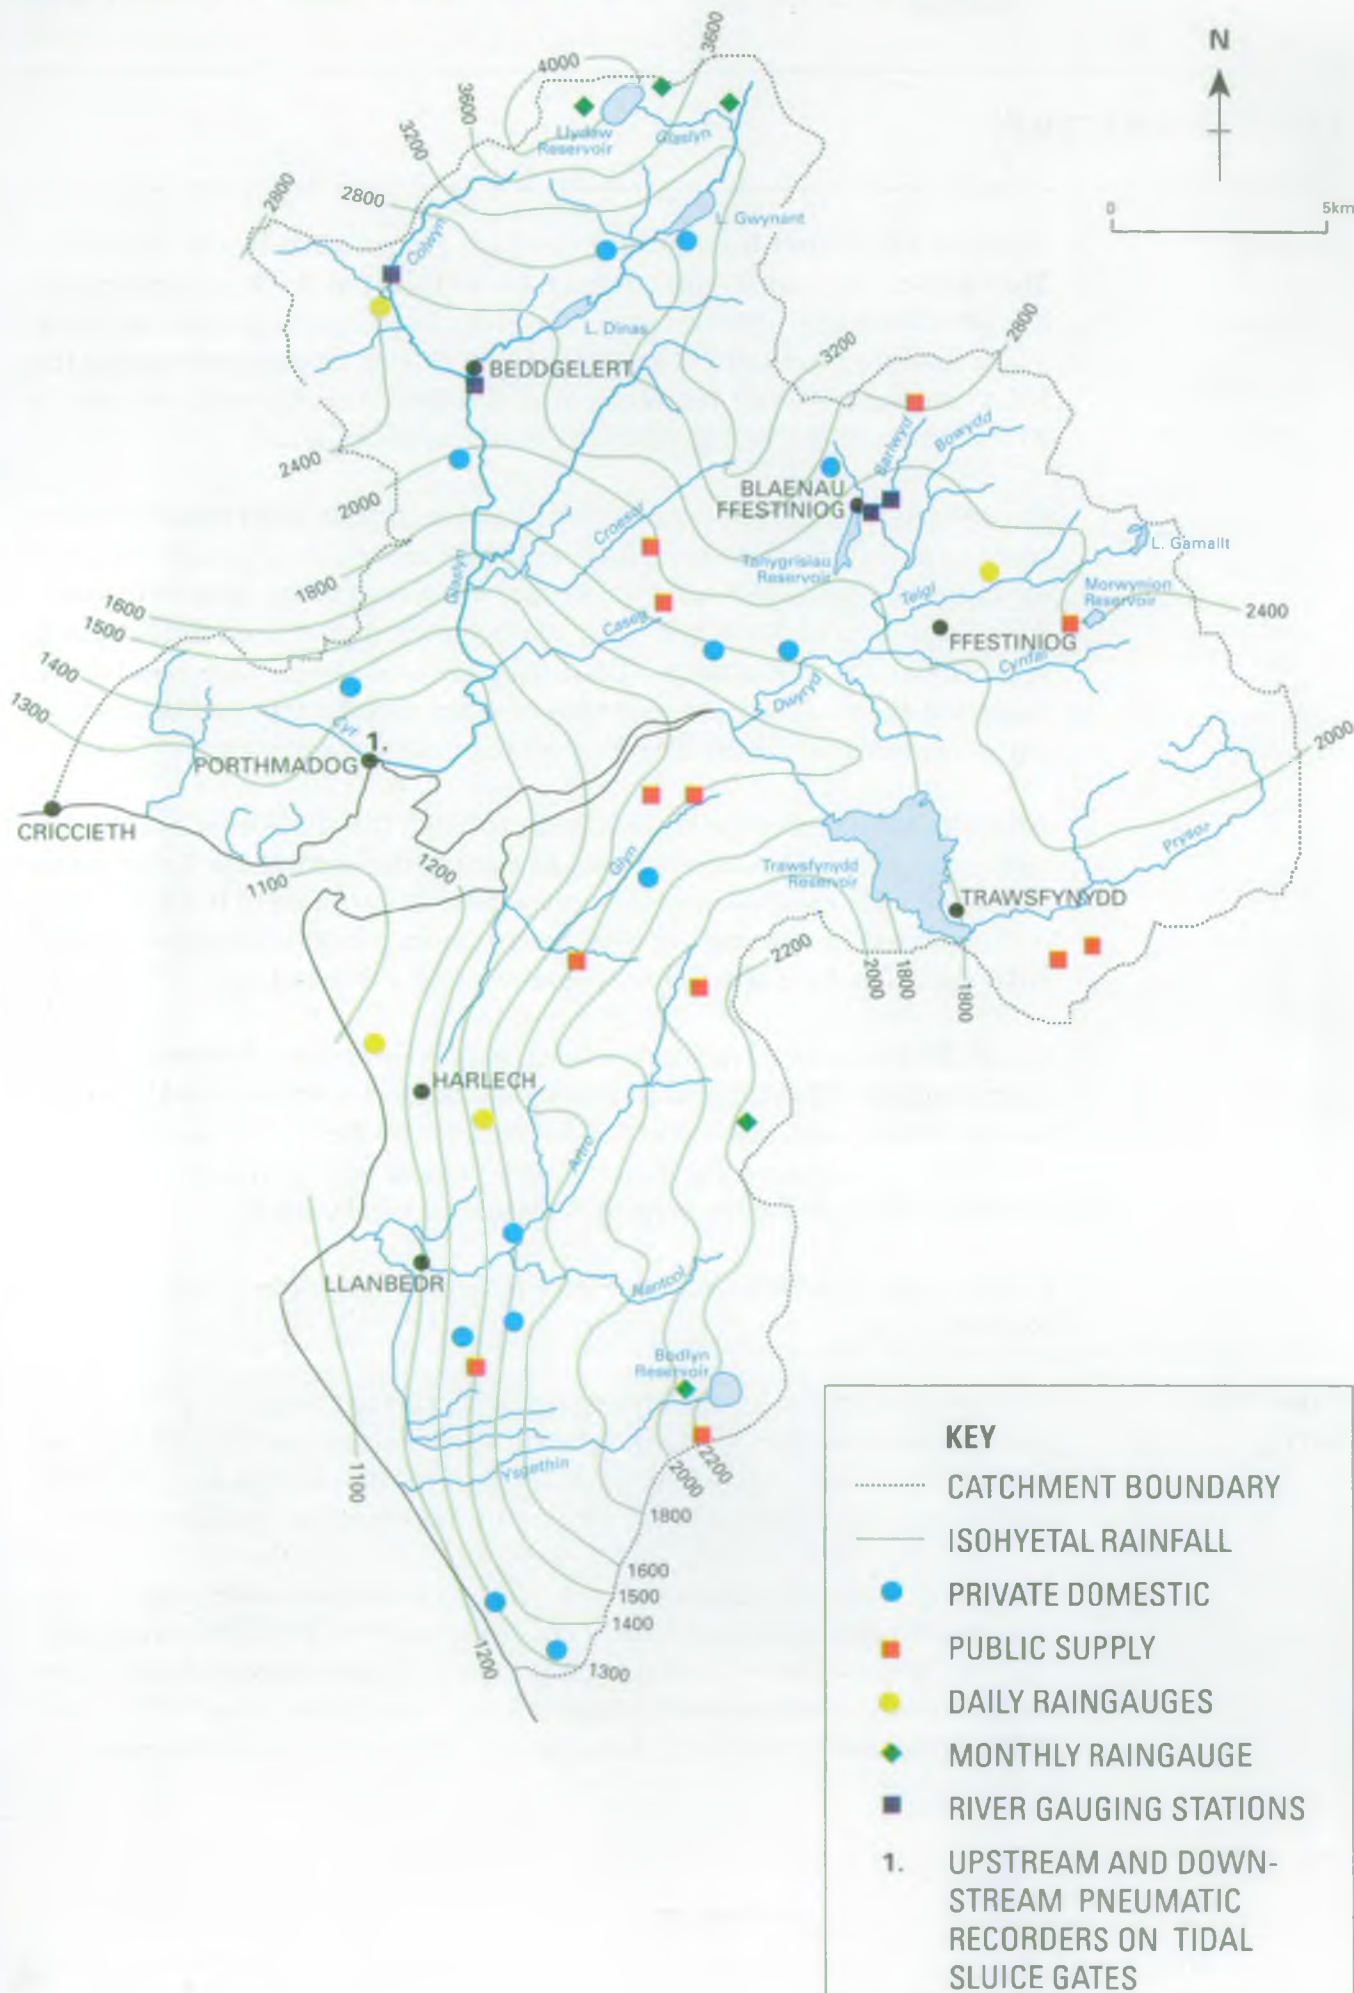 N
0 5km
3600
4000
3600
3200
2800
2800
Llydaw
Reservoir
Glaslyn
L. Gwynant
Colwyn
L. Dinas
BEDDGELERT
3200
2800
2400
2000
1800
1600
1500
1400
1300
Barlwyd
Bowydd
BLAENAU
FFESTINIOG
Tanygrisiau
Reservoir
Croesor
Glaslyn
Caseg
L. Gamallt
Morwynion
Reservoir
Teigl
2400
FFESTINIOG
Cynfal
Dwyryd
2000
Cyr
1.
PORTHMADOG
CRICCIETH
1100
1200
Glyn
Trawsfynydd
Reservoir
Prysor
TRAWSFYNYDD
2200
2000
1800
1800
HARLECH
Artro
LLANBEDR
Nantcol
Bodlyn
Reservoir
Ysgethin
1100
2200
2000
1800
1600
1500
1400
1300
1200
KEY
CATCHMENT BOUNDARY
ISOHYETAL RAINFALL
PRIVATE DOMESTIC
PUBLIC SUPPLY
DAILY RAINGAUGES
MONTHLY RAINGAUGE
RIVER GAUGING STATIONS
1. UPSTREAM AND DOWN-
STREAM PNEUMATIC
RECORDERS ON TIDAL
SLUICE GATES